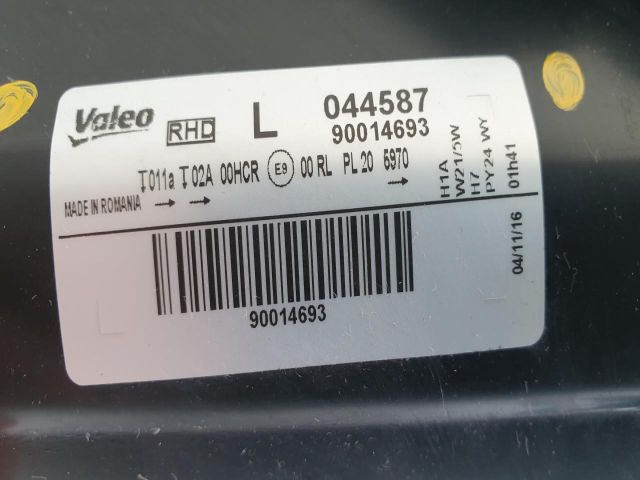 Valeo RHD L 044587
90014693
T011a T02A 00HCR E9 00 RL PL 20 5970
MADE IN ROMANIA → → →
90014693
H1A
W21/5W
H7
PY24 WY
04/11/16 01h41